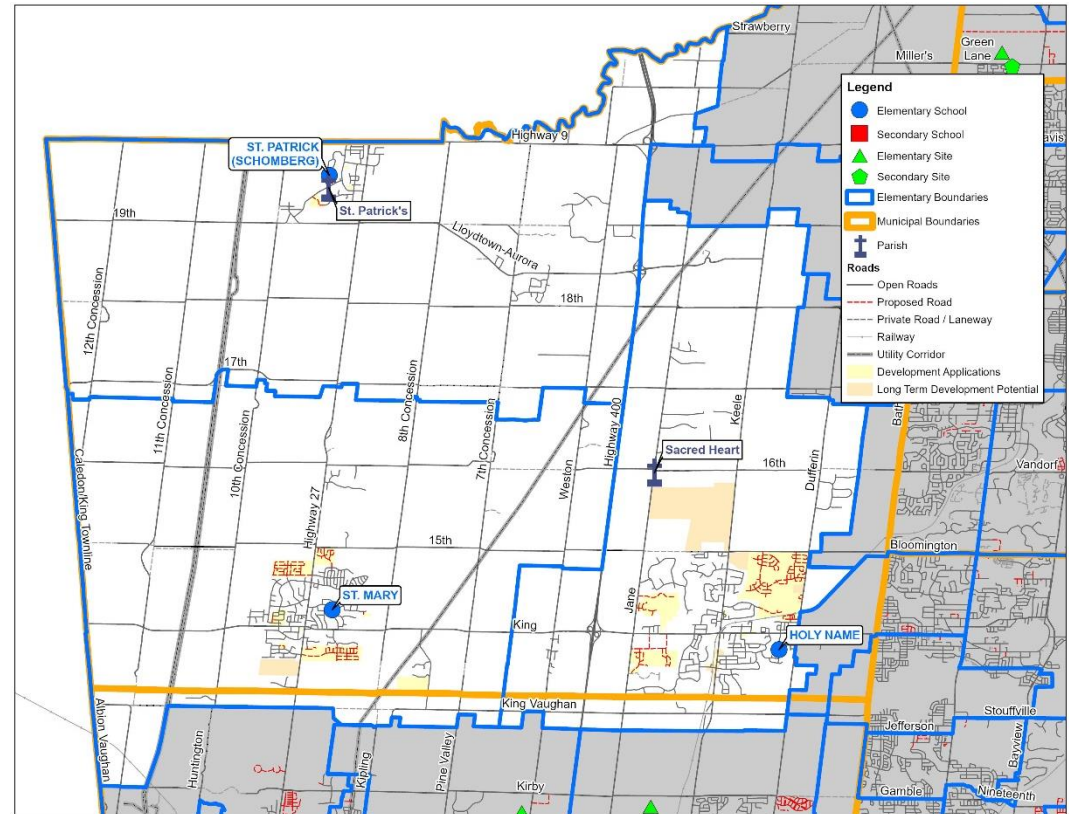 Strawberry
Miller's
Green
Lane
Legend
Elementary School
Secondary School
Elementary Site
Secondary Site
Elementary Boundaries
Municipal Boundaries
Parish
Roads
Open Roads
Proposed Road
Private Road / Laneway
Railway
Utility Corridor
Development Applications
Long Term Development Potential
Highway 9
ST. PATRICK
(SCHOMBERG)
St. Patrick's
19th
Lloydtown-Aurora
18th
12th Concession
17th
11th Concession
10th Concession
8th Concession
7th Concession
Highway 400
Weston
Keele
Dufferin
Sacred Heart
16th
Vandorf
Caledon/King Townline
Highway 27
15th
Bloomington
ST. MARY
Jane
King
HOLY NAME
King Vaughan
Albion Vaughan
Huntington
Kipling
Pine Valley
Kirby
Jefferson
Stouffville
Bayview
Gamble
Nineteenth